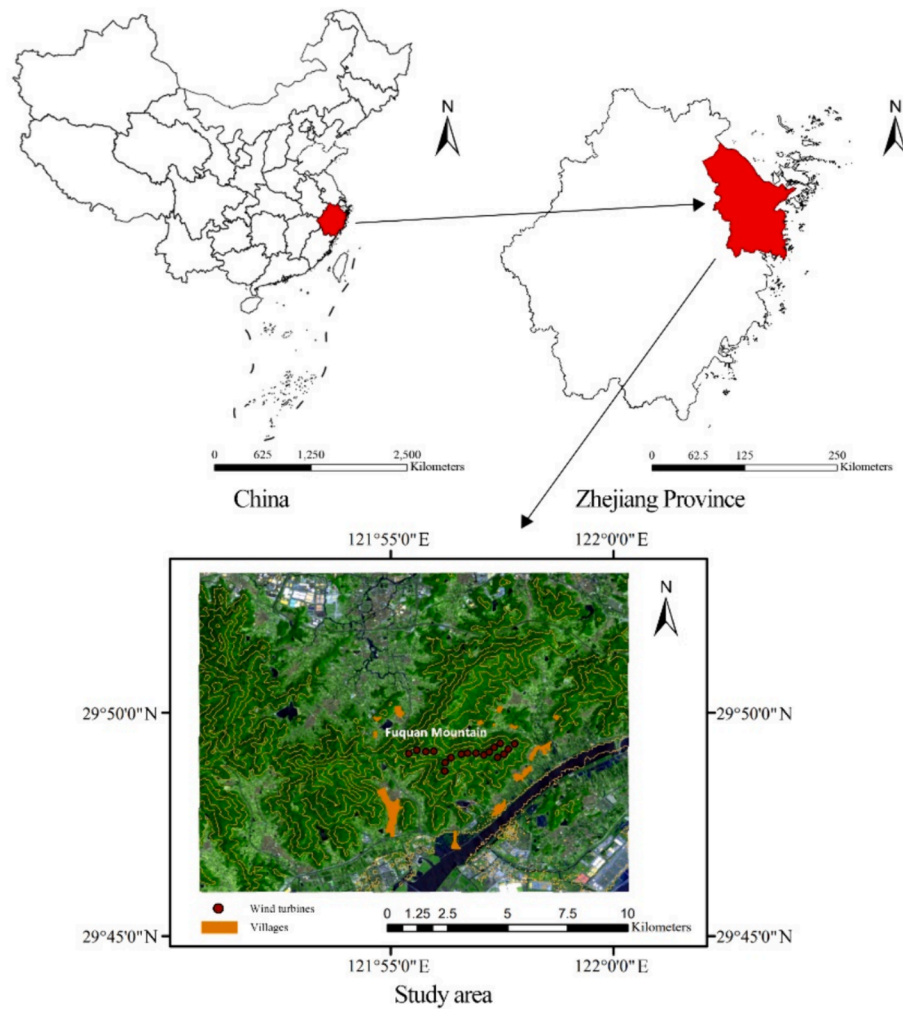 N
N
0 625 1,250 2,500
Kilometers
China
0 62.5 125 250
Kilometers
Zhejiang Province
121°55'0"E 122°0'0"E
N
29°50'0"N 29°50'0"N
Fuquan Mountain
Wind turbines
Villages
0 1.25 2.5 5 7.5 10
Kilometers
29°45'0"N 29°45'0"N
121°55'0"E 122°0'0"E
Study area